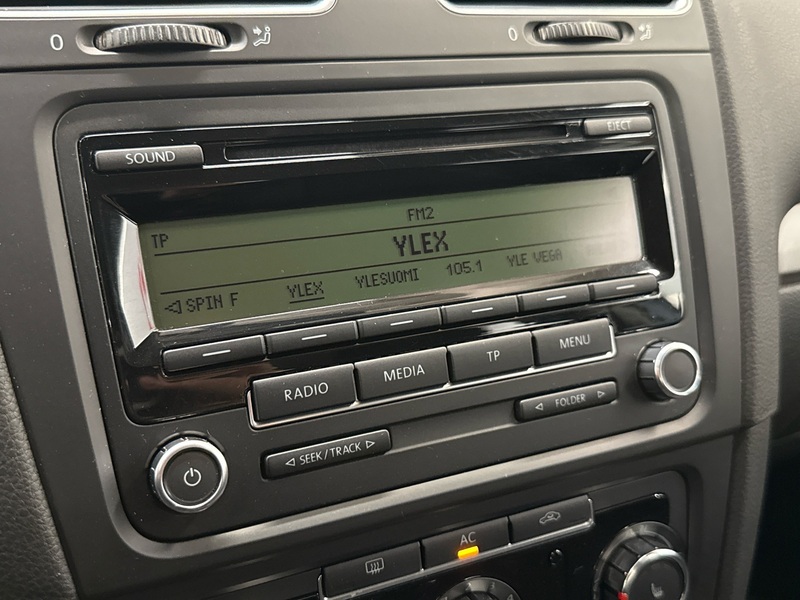 0
0
SOUND
EJECT
FM2
TP
YLEX
SPIN F YLEX YLESUOMI 105.1 YLE VEGA
RADIO MEDIA TP MENU
SEEK / TRACK FOLDER
AC